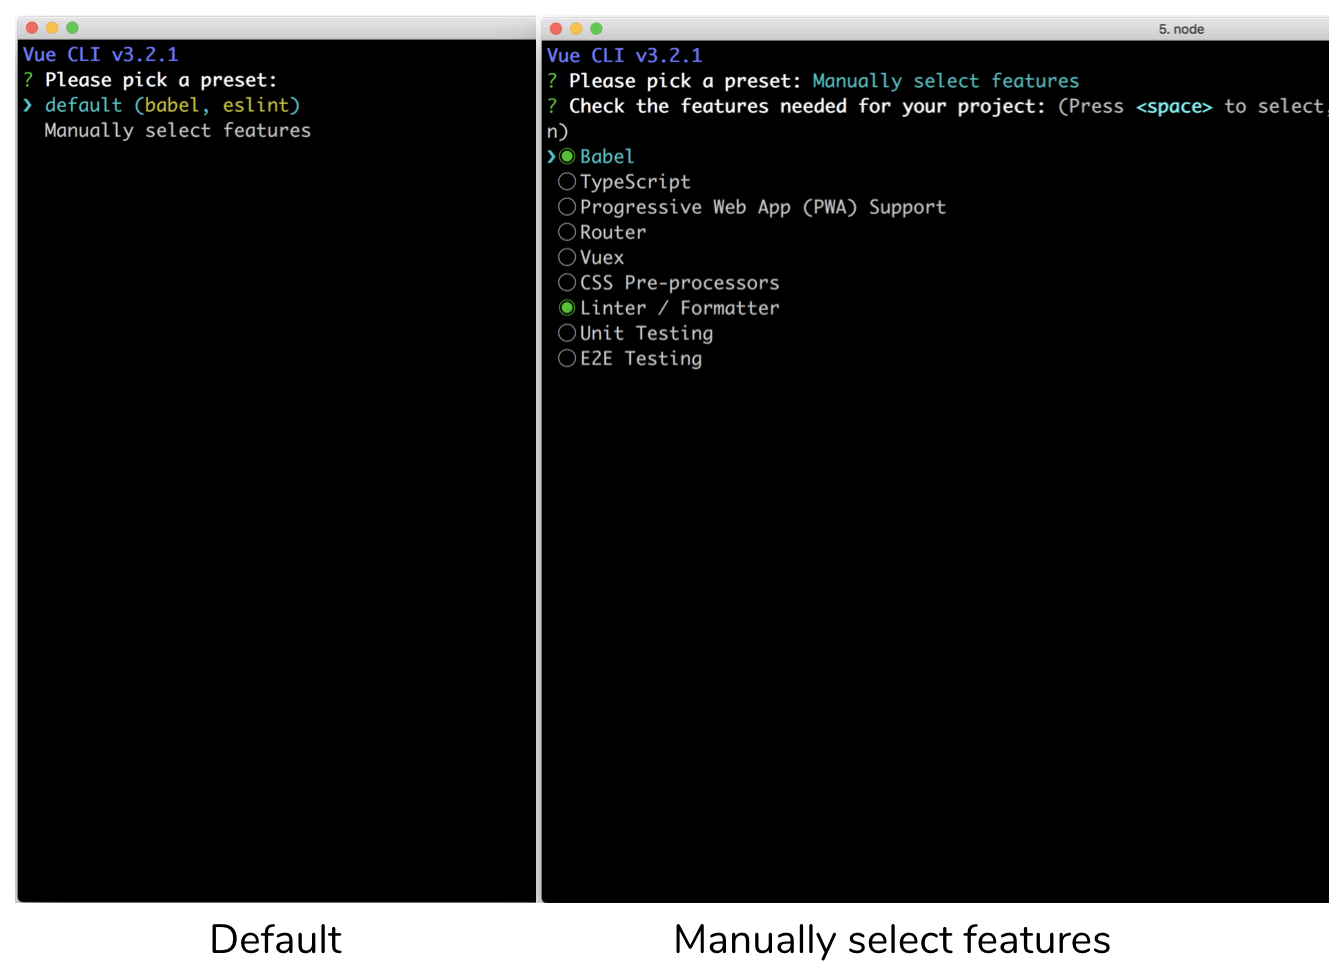 Vue CLI v3.2.1
? Please pick a preset:
❯ default (babel, eslint)
Manually select features
5. node
Vue CLI v3.2.1
? Please pick a preset: Manually select features
? Check the features needed for your project: (Press <space> to select,
n)
❯◉Babel
◯TypeScript
◯Progressive Web App (PWA) Support
◯Router
◯Vuex
◯CSS Pre-processors
◉Linter / Formatter
◯Unit Testing
◯E2E Testing
Default
Manually select features